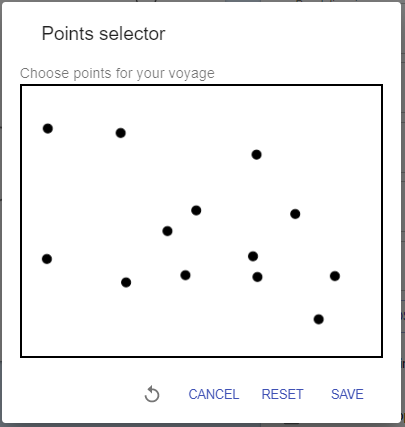 Points selector
Choose points for your voyage
CANCEL RESET SAVE